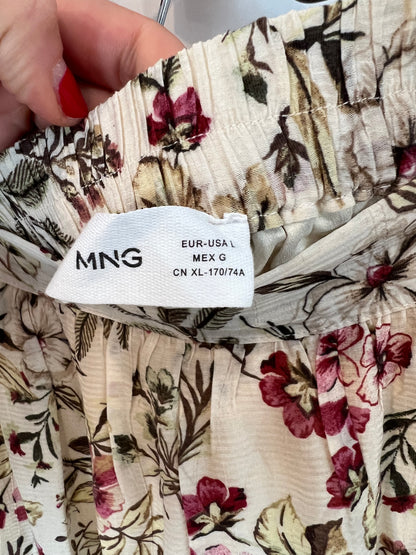 MNG
EUR-USA L
MEX G
CN XL-170/74A